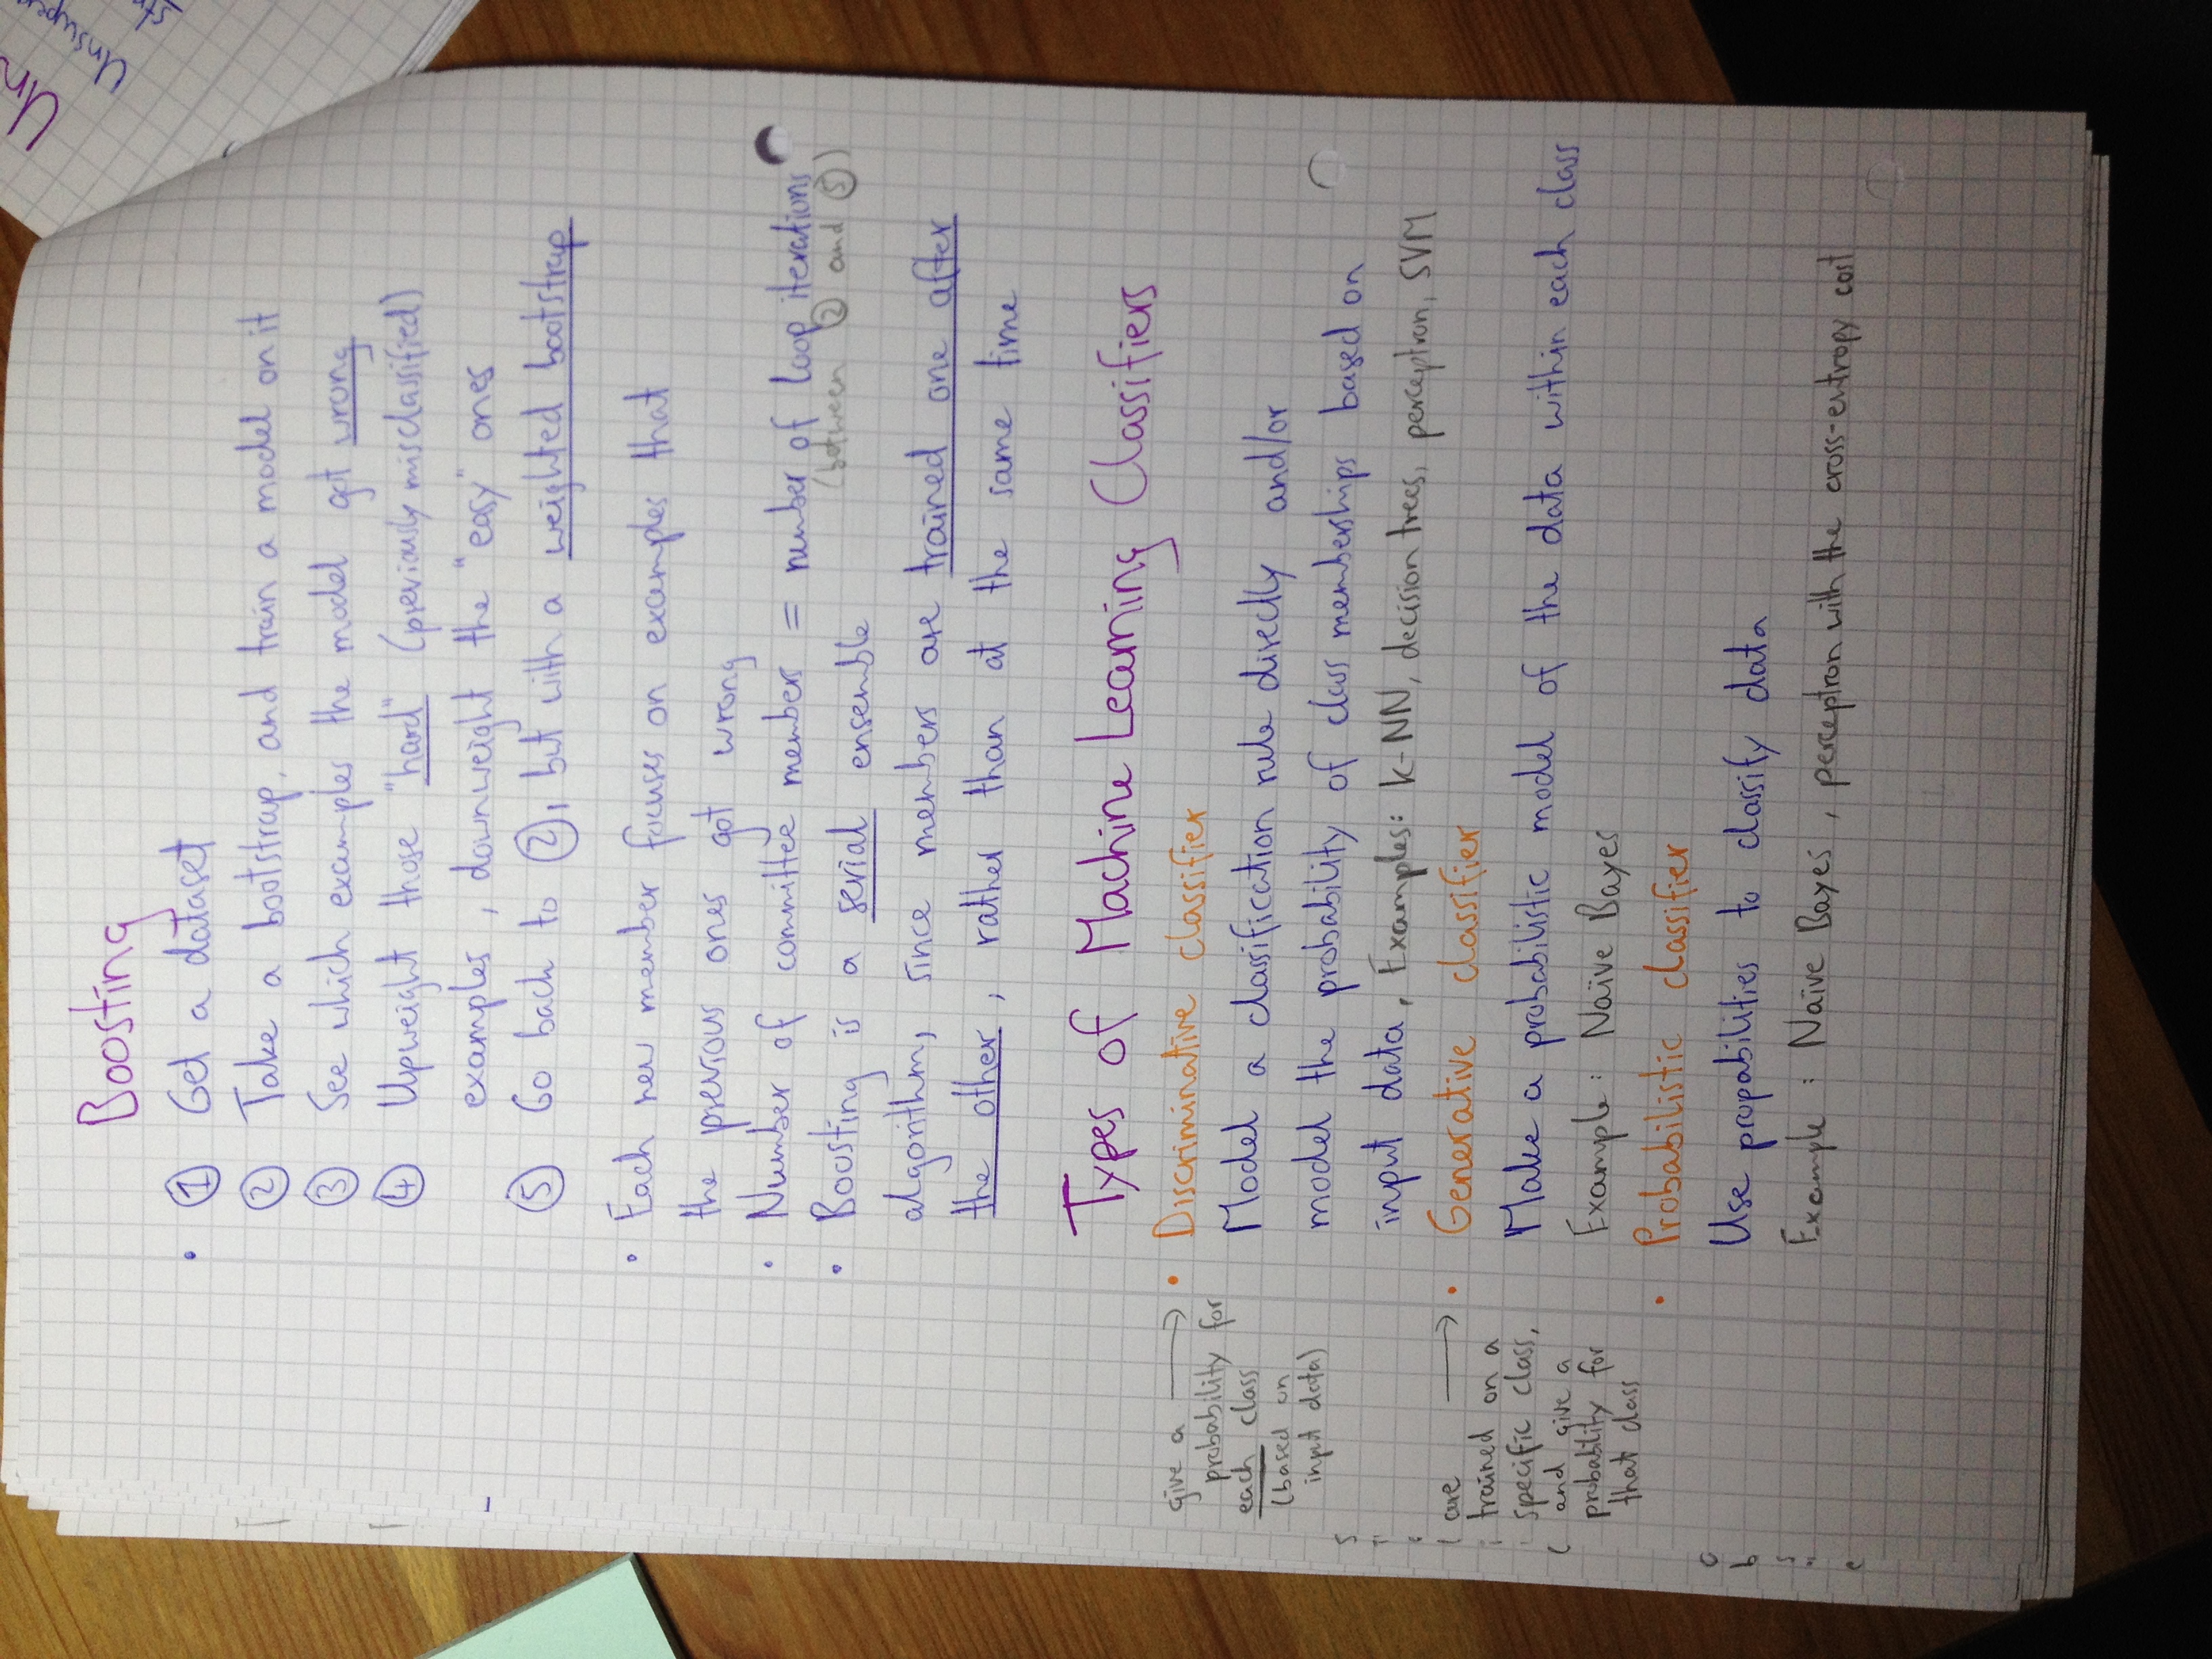 Boosting
• ① Get a dataset
② Take a bootstrap, and train a model on it
③ See which examples the model got wrong
④ Upweight those "hard" (previously misclassified)
examples, downweight the "easy" ones
⑤ Go back to ②, but with a weighted bootstrap
• Each new member focuses on examples that
the previous ones got wrong
• Number of committee members = number of loop iterations
(between ② and ⑤)
• Boosting is a serial ensemble
algorithm, since members are trained one after
the other, rather than at the same time
Types of Machine Learning Classifiers
give a →
probability for
each class
(based on
input data)
• Discriminative classifier
Model a classification rule directly and/or
model the probability of class memberships based on
input data, Examples: k-NN, decision trees, perceptron, SVM
are →
trained on a
specific class,
and give a
probability for
that class
• Generative classifier
Make a probabilistic model of the data within each class
Example: Naïve Bayes
• Probabilistic classifier
Use propabilities to classify data
Example: Naïve Bayes, perceptron with the cross-entropy cost
Un